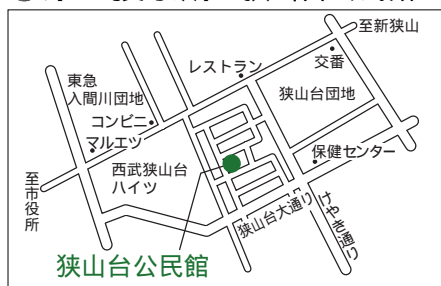 至新狭山
交番
レストラン
東急
入間川団地
狭山台団地
コンビニ
マルエツ
保健センター
西武狭山台
ハイツ
至市役所
狭山台大通り
けやき通り
狭山台公民館